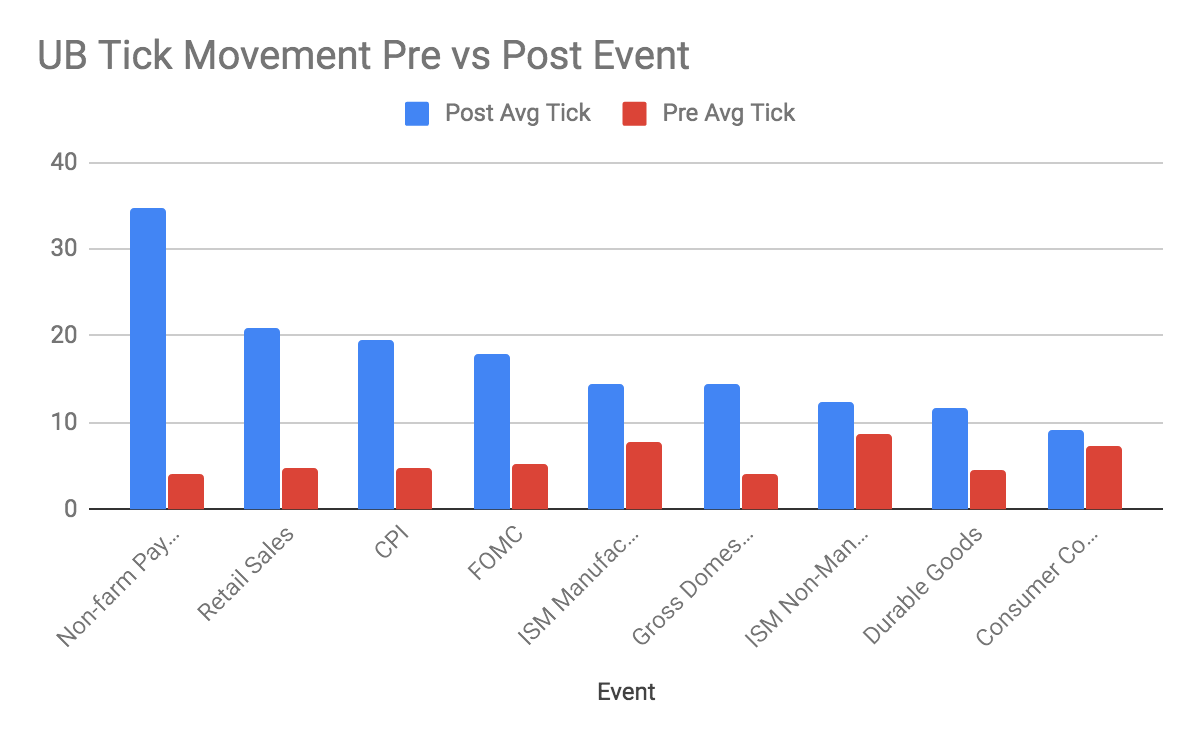 UB Tick Movement Pre vs Post Event
Post Avg Tick
Pre Avg Tick
40
30
20
10
0
Non-farm Pay...
Retail Sales
CPI
FOMC
ISM Manufac...
Gross Domes...
ISM Non-Man...
Durable Goods
Consumer Co...
Event